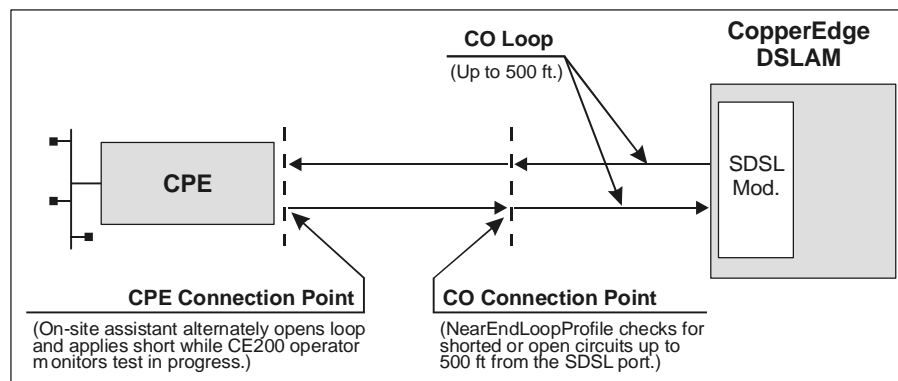 CO Loop
(Up to 500 ft.)
CopperEdge
DSLAM
CPE
SDSL
Mod.
CPE Connection Point
(On-site assistant alternately opens loop
and applies short while CE200 operator
monitors test in progress.)
CO Connection Point
(NearEndLoopProfile checks for
shorted or open circuits up to
500 ft from the SDSL port.)